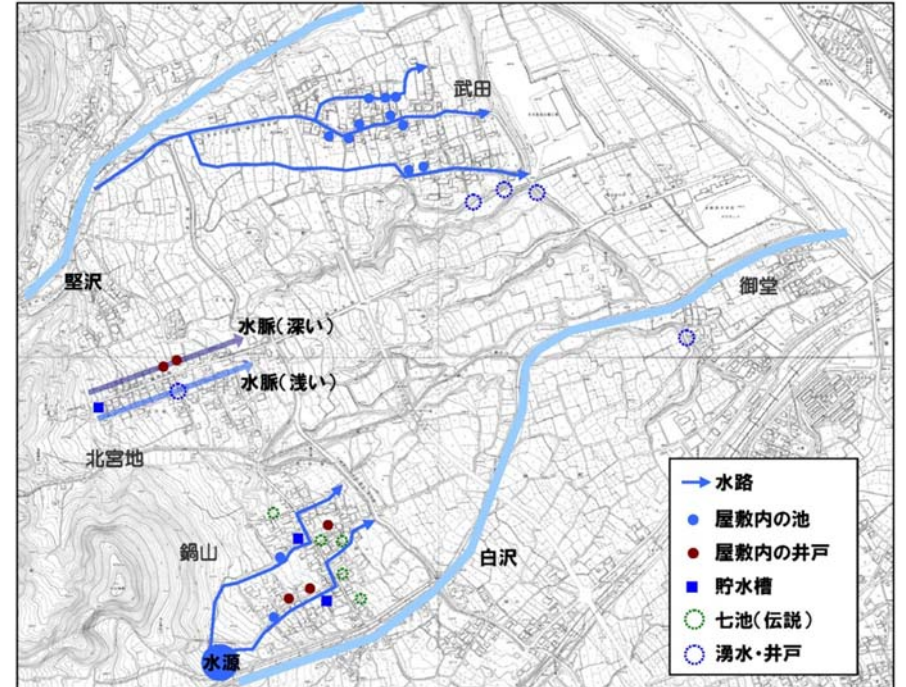 武田
堅沢
御堂
水脈(深い)
水脈(浅い)
北宮地
鍋山
白沢
水源
水路
屋敷内の池
屋敷内の井戸
貯水槽
七池(伝説)
湧水・井戸